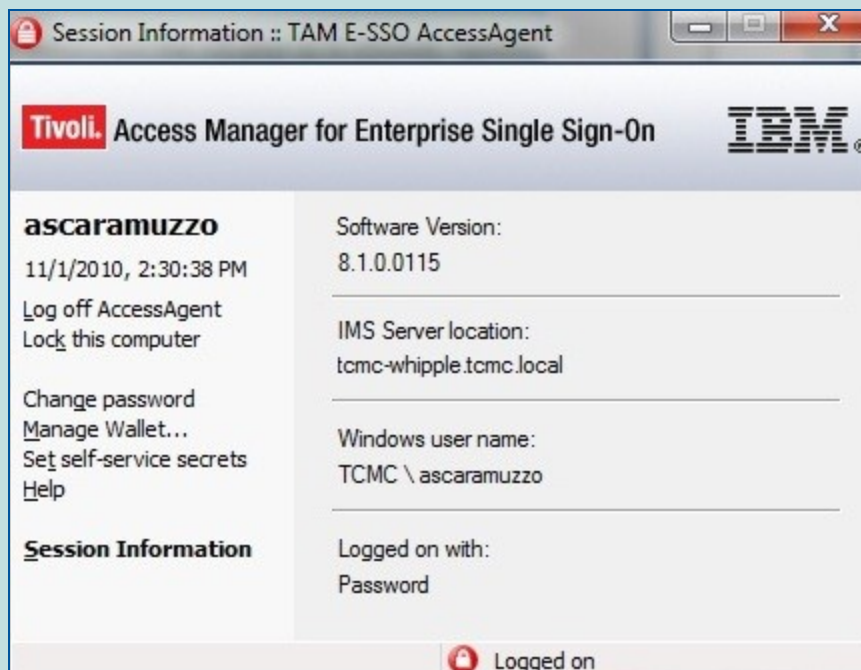 Session Information :: TAM E-SSO AccessAgent
Tivoli. Access Manager for Enterprise Single Sign-On
IBM®
ascaramuzzo
11/1/2010, 2:30:38 PM
Log off AccessAgent
Lock this computer
Change password
Manage Wallet...
Set self-service secrets
Help
Session Information
Software Version:
8.1.0.0115
IMS Server location:
tcmc-whipple.tcmc.local
Windows user name:
TCMC \ ascaramuzzo
Logged on with:
Password
Logged on